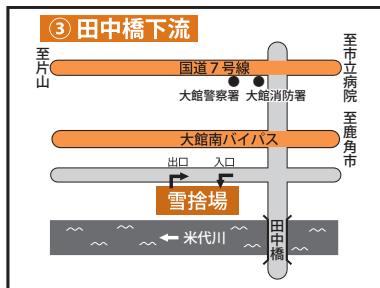 ③ 田中橋下流
至片山
国道７号線
至市立病院
大館警察署 大館消防署
至鹿角市
大館南バイパス
出口 入口
雪捨場
田中橋
米代川